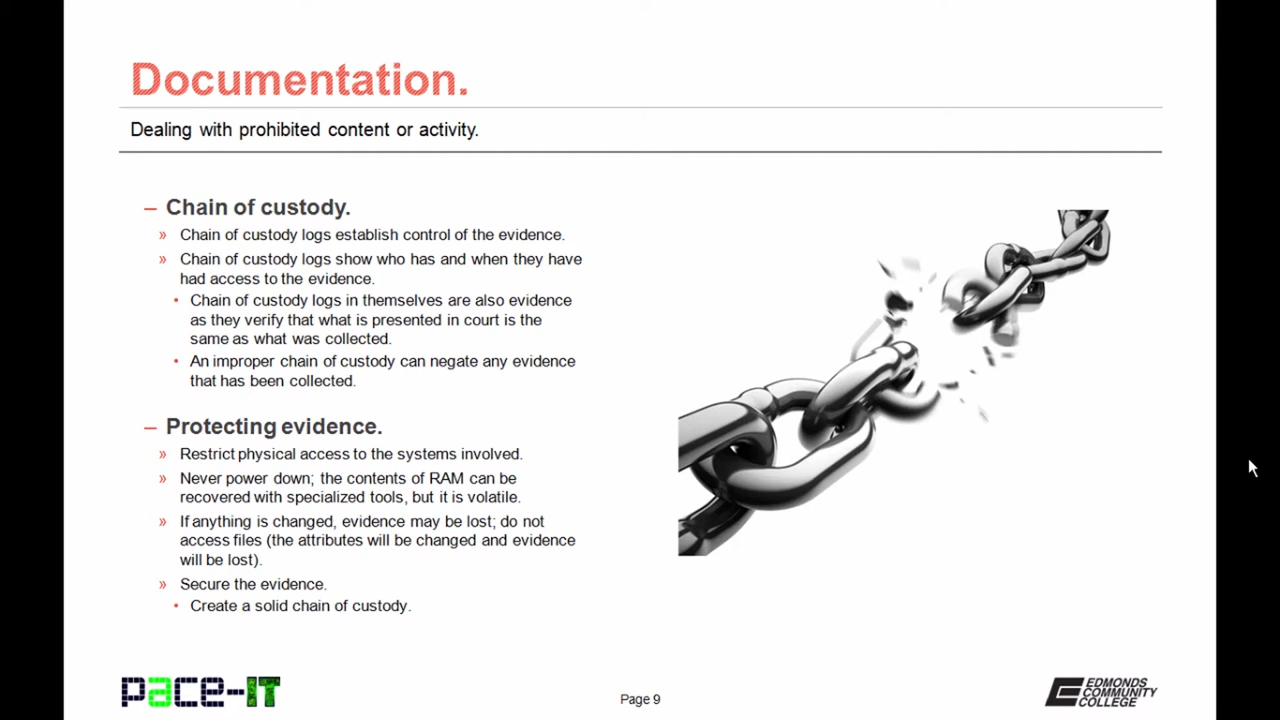 Documentation.
Dealing with prohibited content or activity.
– Chain of custody.
» Chain of custody logs establish control of the evidence.
» Chain of custody logs show who has and when they have
had access to the evidence.
• Chain of custody logs in themselves are also evidence
as they verify that what is presented in court is the
same as what was collected.
• An improper chain of custody can negate any evidence
that has been collected.
– Protecting evidence.
» Restrict physical access to the systems involved.
» Never power down; the contents of RAM can be
recovered with specialized tools, but it is volatile.
» If anything is changed, evidence may be lost; do not
access files (the attributes will be changed and evidence
will be lost).
» Secure the evidence.
• Create a solid chain of custody.
pace-IT
Page 9
EDMONDS
COMMUNITY
COLLEGE